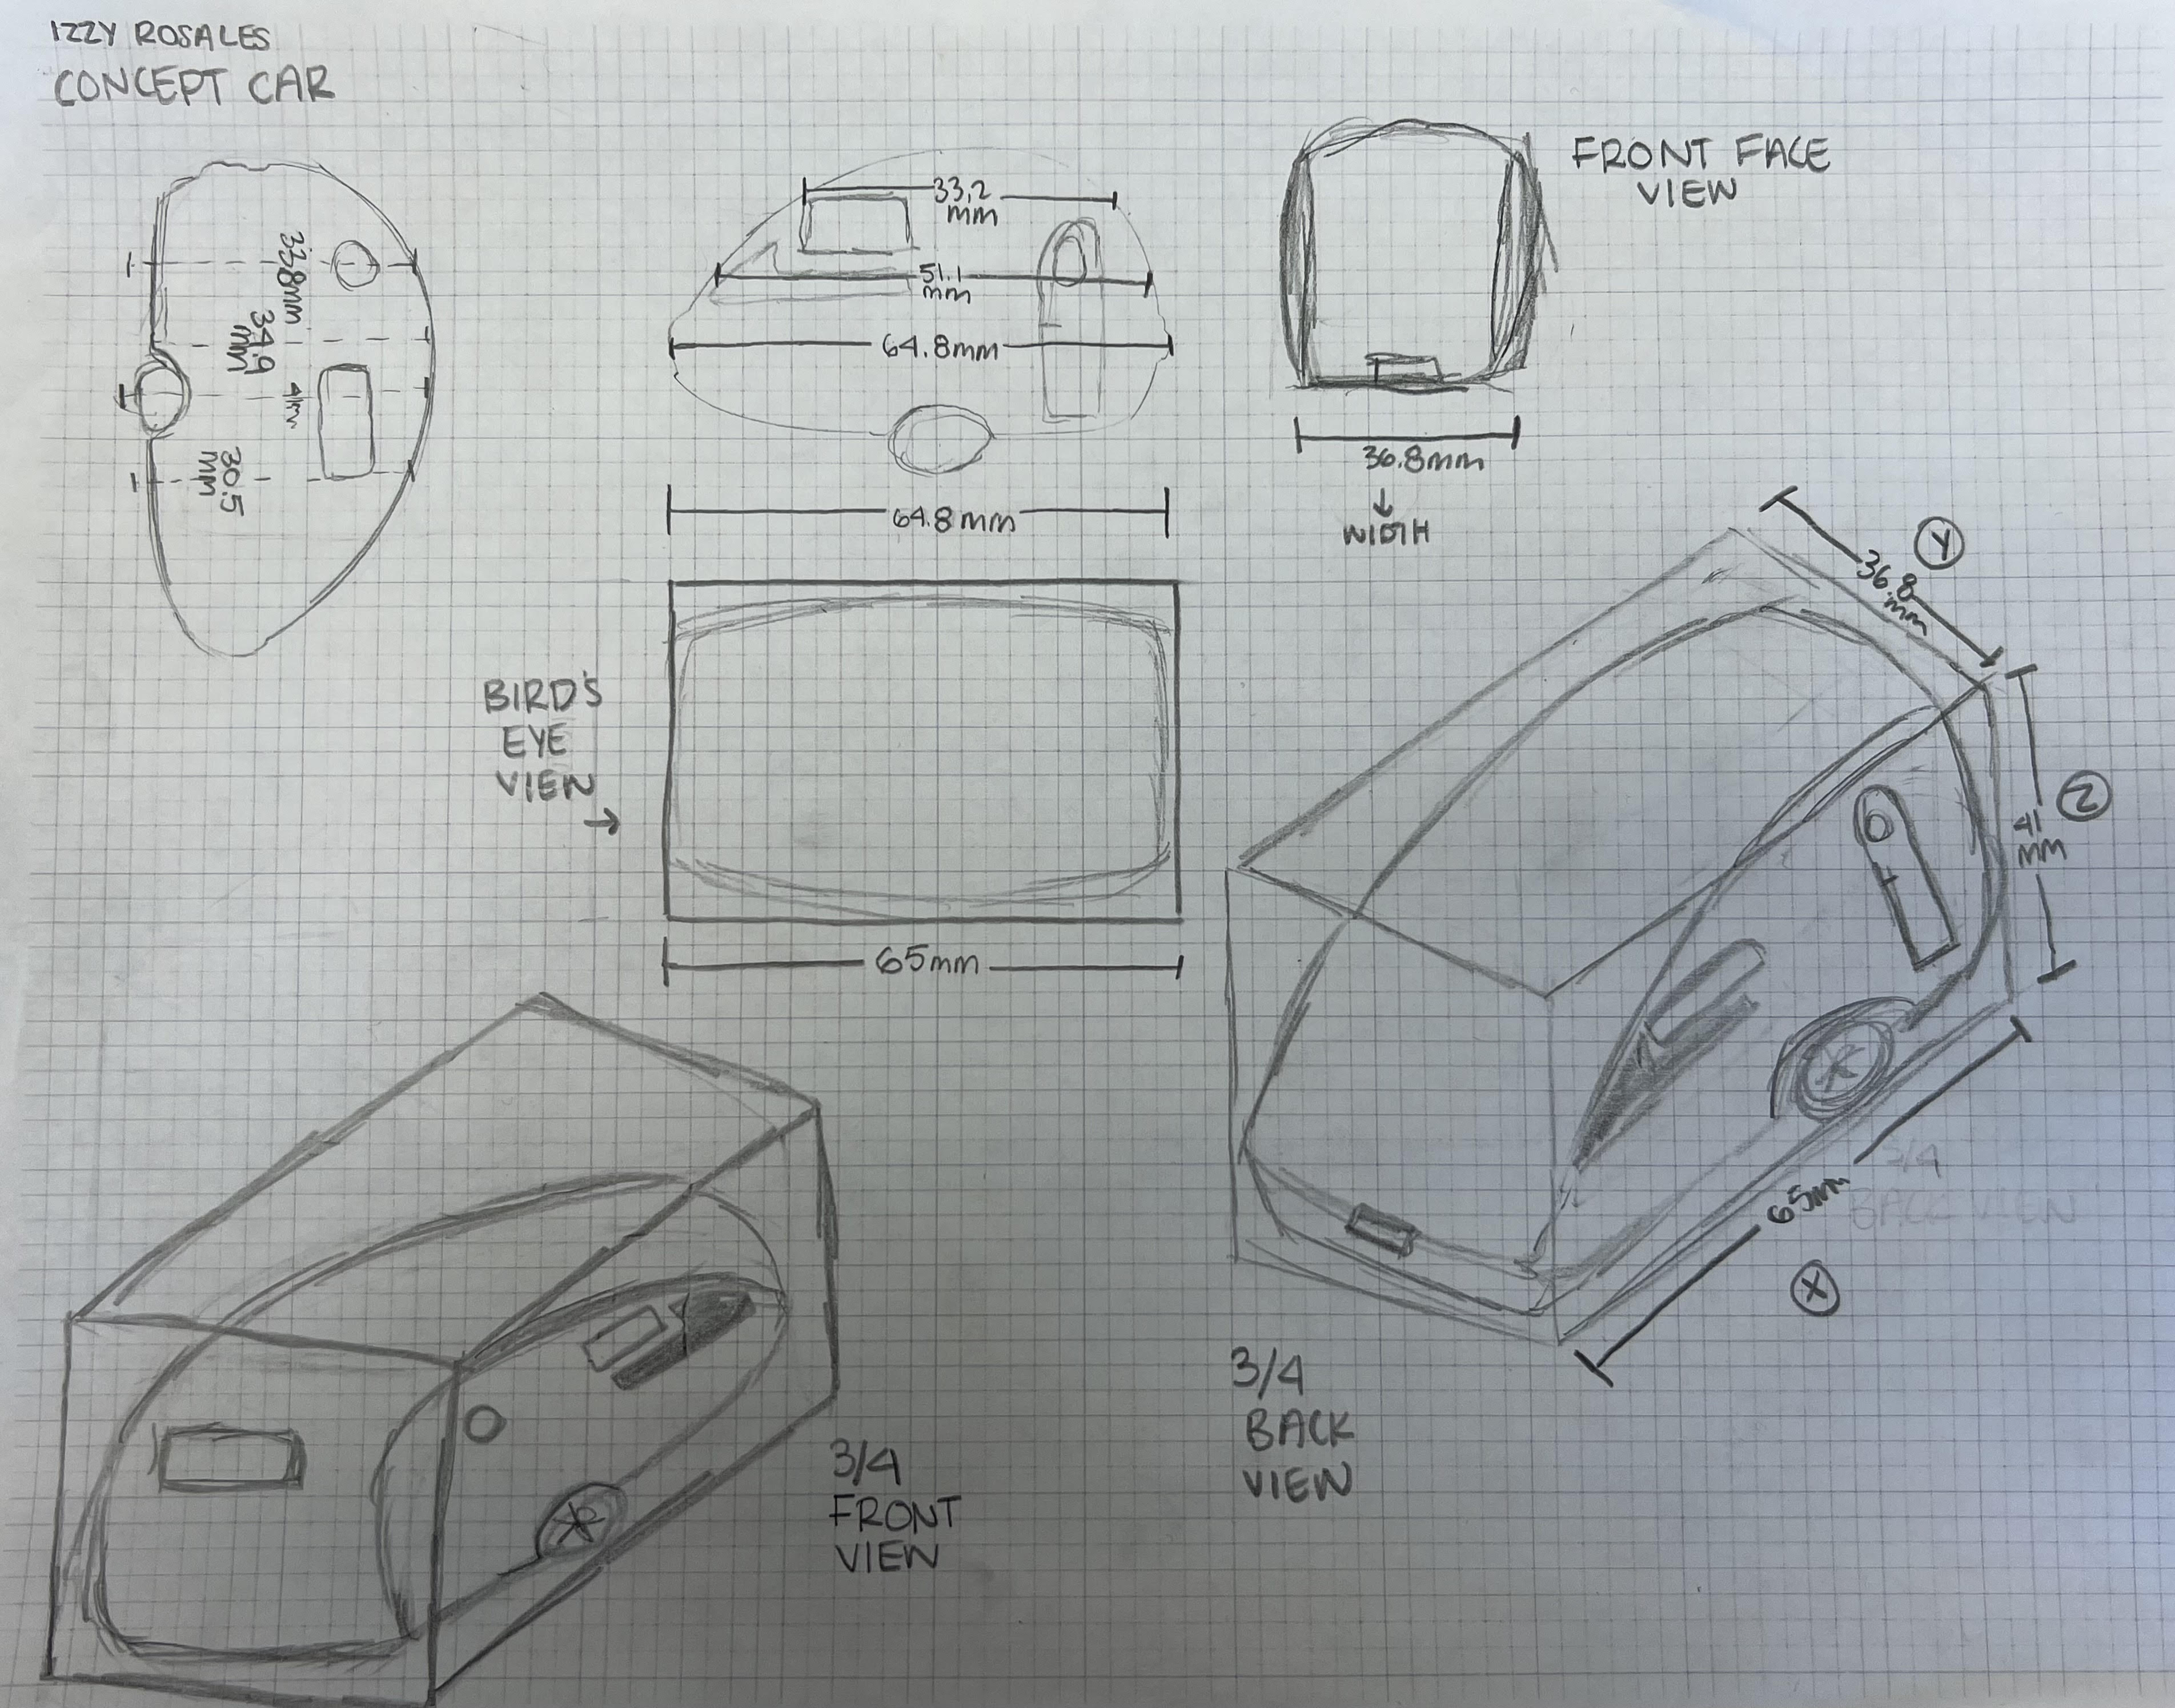 IZZY ROSALES
CONCEPT CAR
33.8mm
34.9
mm
41mm
30.5
mm
33.2
mm
51.1
mm
64.8mm
64.8mm
FRONT FACE
VIEW
36.8mm
↓
WIDTH
BIRD'S
EYE
VIEW
→
65mm
Y
36.8
mm
Z
41
mm
65mm
X
3/4
BACK VIEW
3/4
BACK
VIEW
3/4
FRONT
VIEW